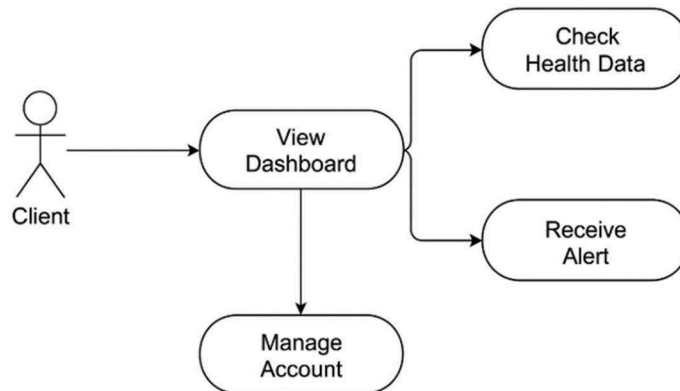 Check
Health Data
View
Dashboard
Client
Receive
Alert
Manage
Account